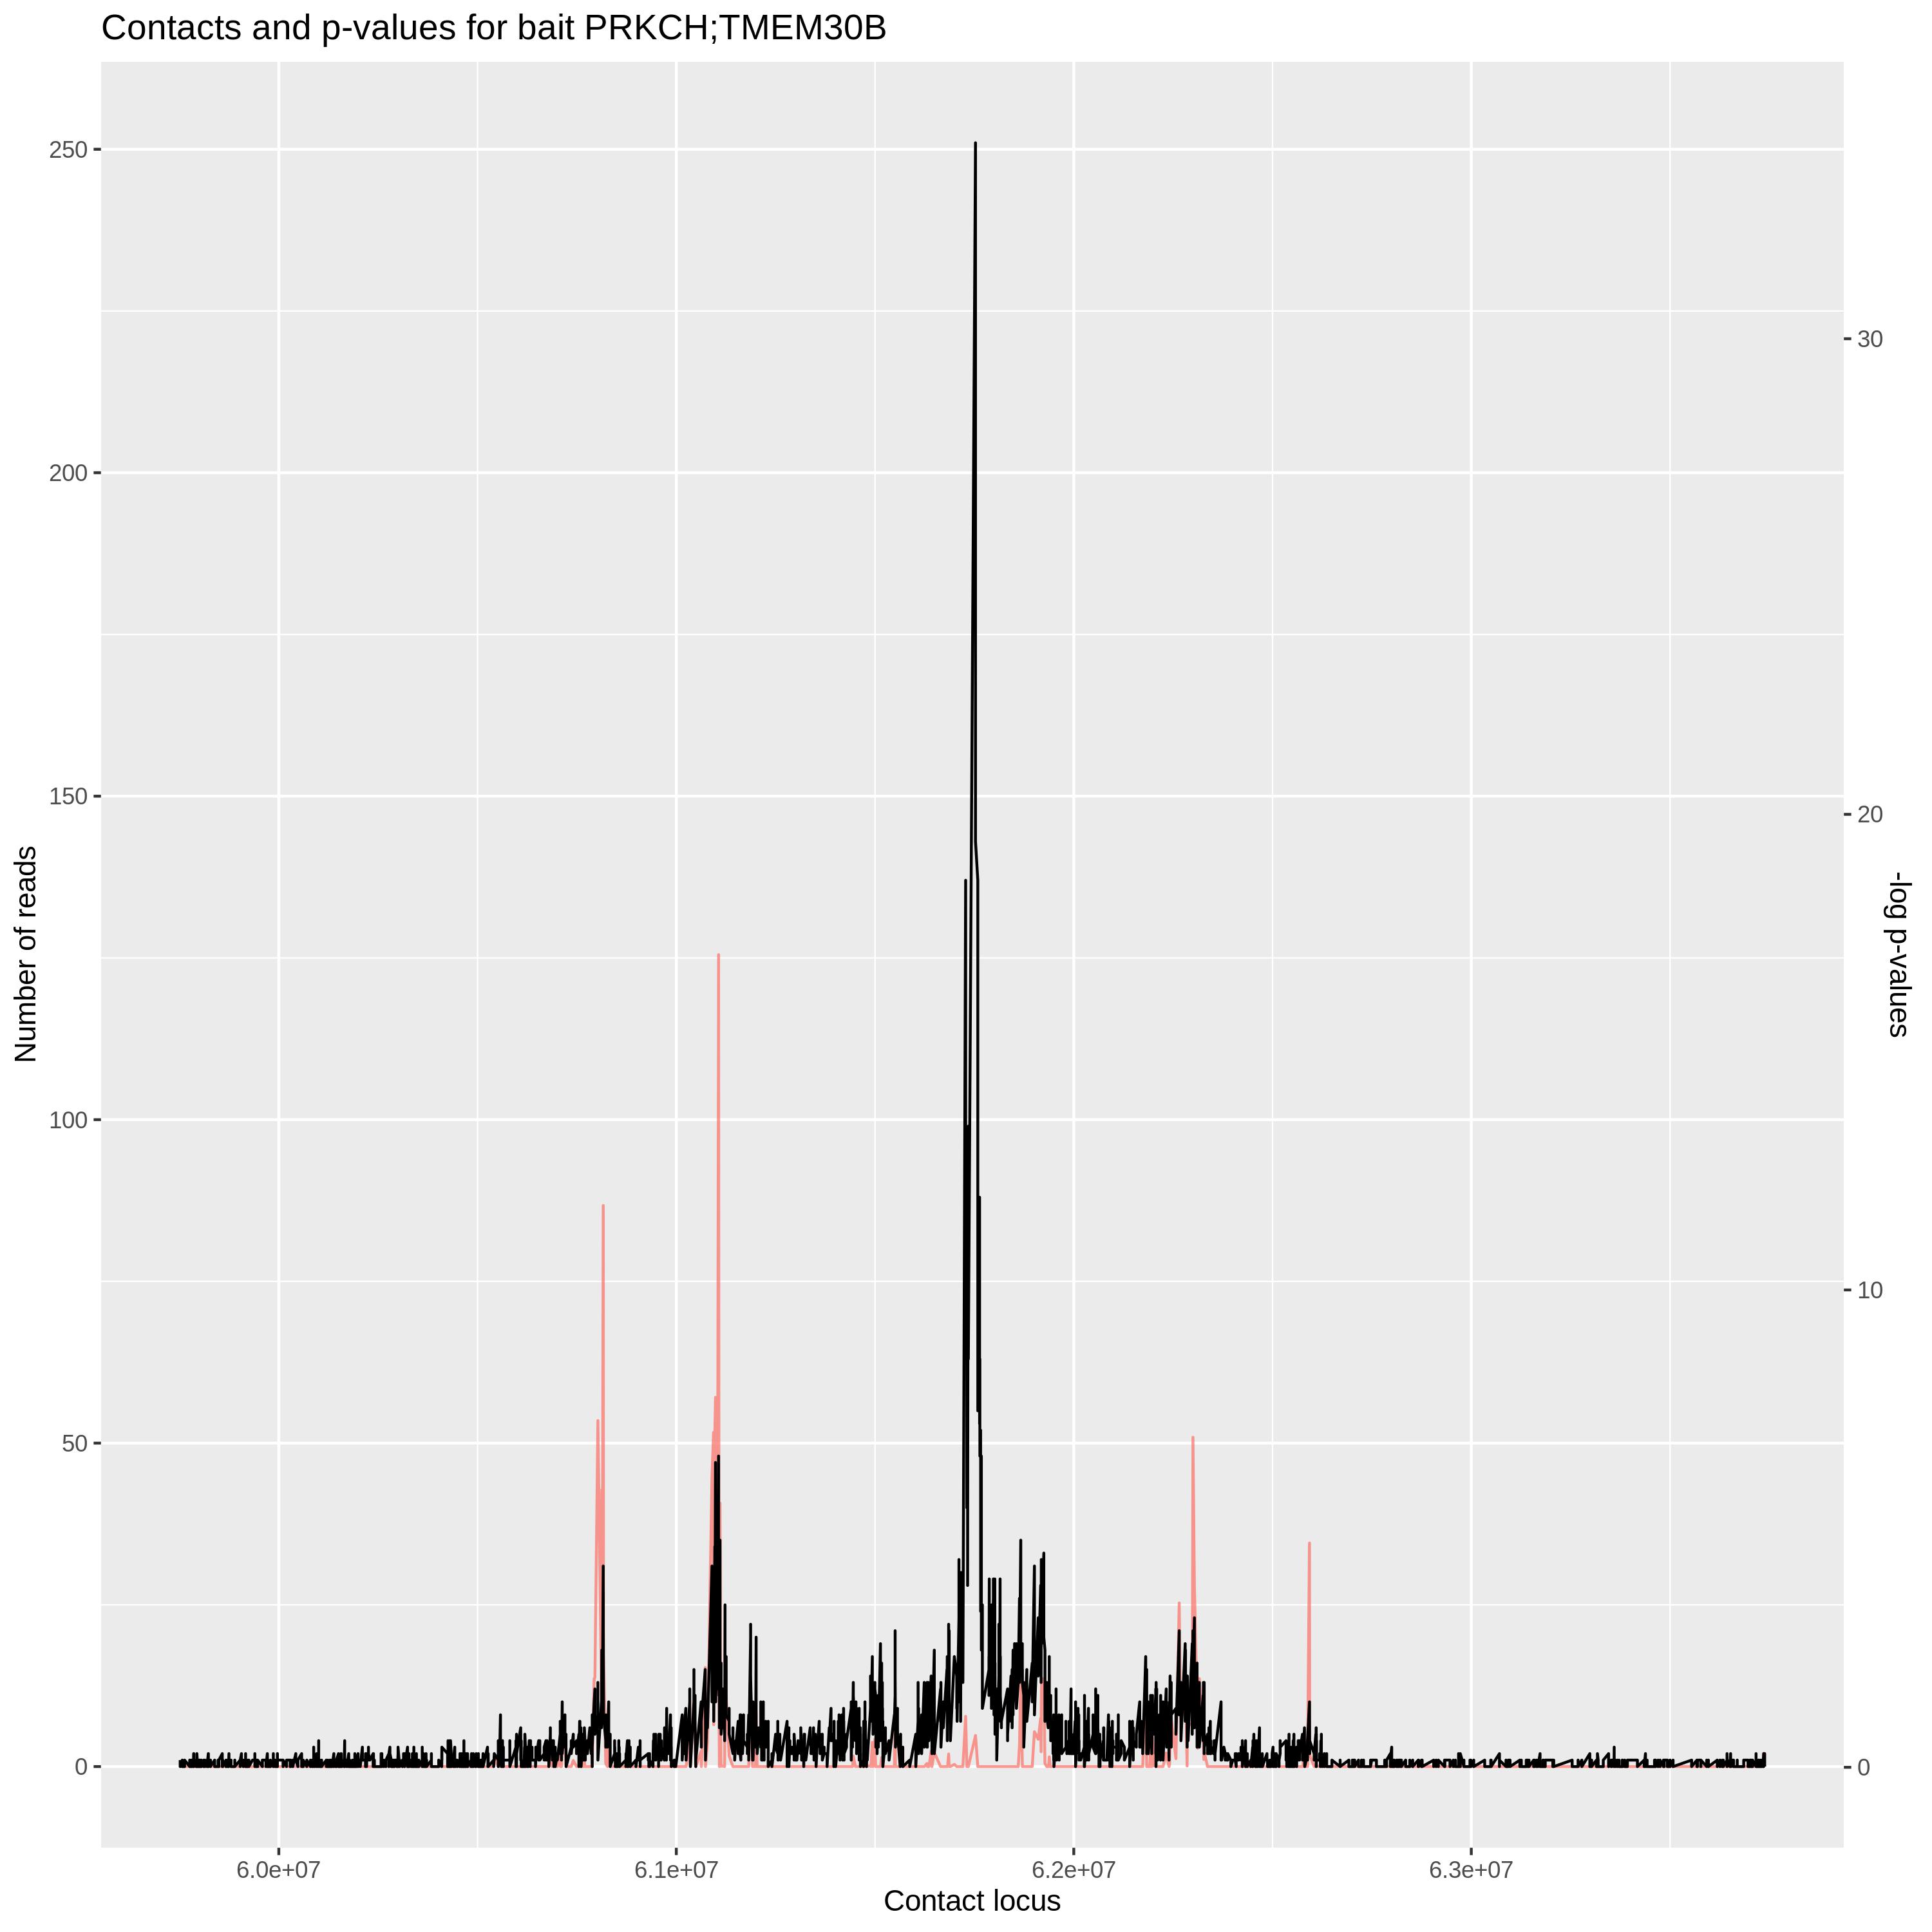 Contacts and p-values for bait PRKCH;TMEM30B
250
200
150
100
50
0
Number of reads
30
20
10
0
-log p-values
6.0e+07
6.1e+07
6.2e+07
6.3e+07
Contact locus